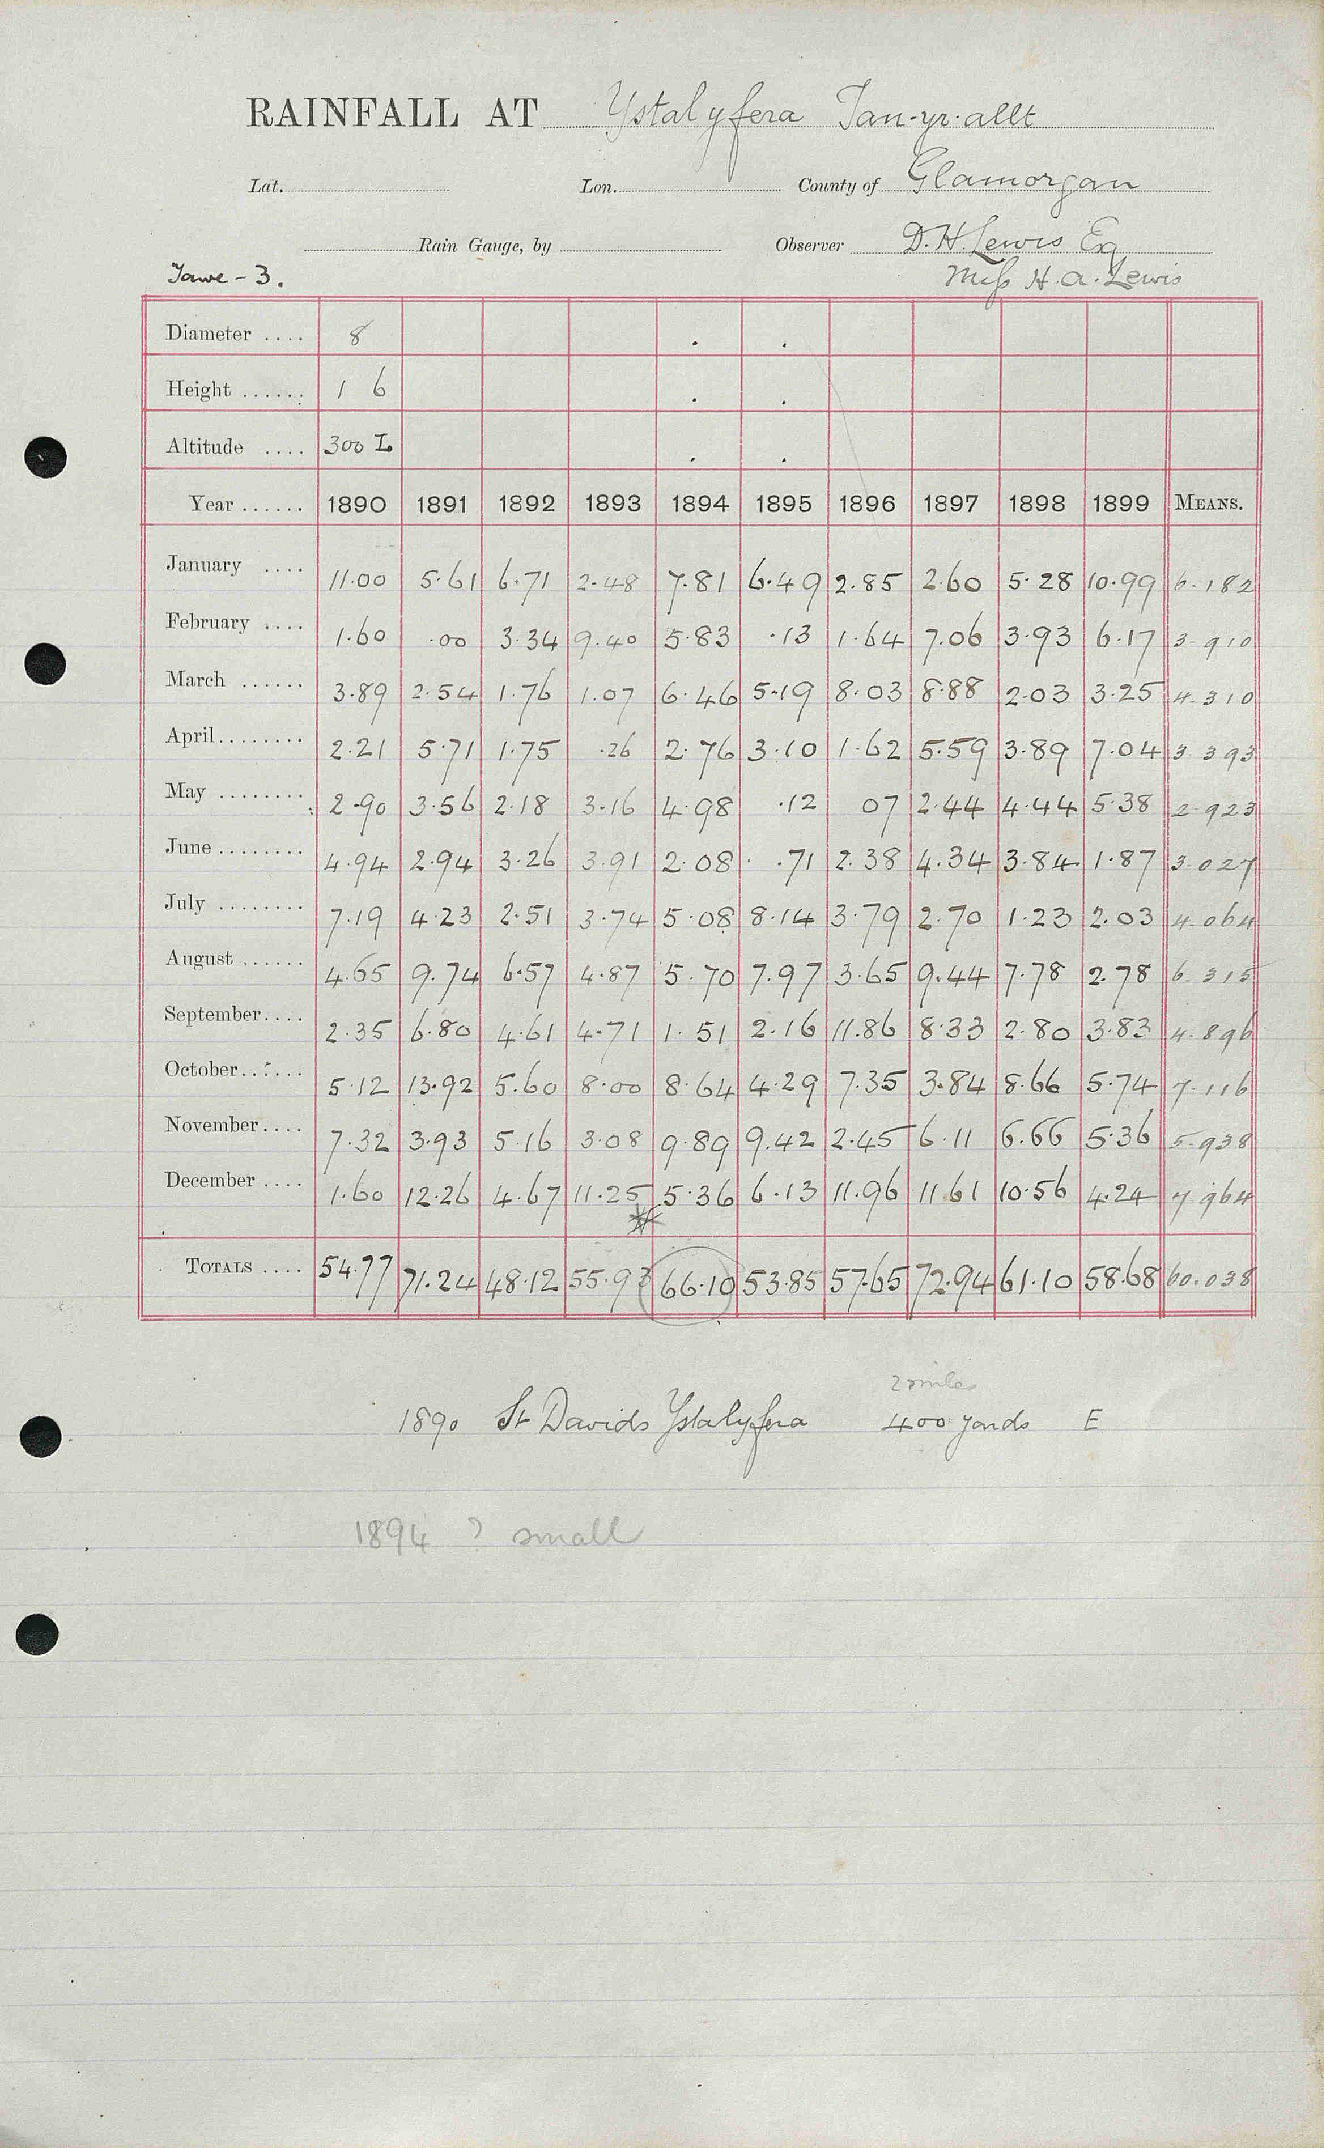 RAINFALL AT Ystalyfera Tan-yr-allt
Lat. Lon. County of Glamorgan
Rain Gauge, by Observer D. H. Lewis Esq
Tawe - 3. Miss H. A. Lewis
Diameter .... 8
Height ...... 1 6
Altitude .... 300 L
Year ...... 1890 1891 1892 1893 1894 1895 1896 1897 1898 1899 MEANS.
January .... 11.00 5.61 6.71 2.48 7.81 6.49 2.85 2.60 5.28 10.99 6.182
February .... 1.60 .00 3.34 9.40 5.83 .13 1.64 7.06 3.93 6.17 3.910
March ...... 3.89 2.54 1.76 1.07 6.46 5.19 8.03 8.88 2.03 3.25 4.310
April ........ 2.21 5.71 1.75 .26 2.76 3.10 1.62 5.59 3.89 7.04 3.393
May ........ 2.90 3.56 2.18 3.16 4.98 .12 07 2.44 4.44 5.38 2.923
June ........ 4.94 2.94 3.26 3.91 2.08 .71 2.38 4.34 3.84 1.87 3.027
July ........ 7.19 4.23 2.51 3.74 5.08 8.14 3.79 2.70 1.23 2.03 4.064
August ...... 4.65 9.74 6.57 4.87 5.70 7.97 3.65 9.44 7.78 2.78 6.315
September .... 2.35 6.80 4.61 4.71 1.51 2.16 11.86 8.33 2.80 3.83 4.896
October ...... 5.12 13.92 5.60 8.00 8.64 4.29 7.35 3.84 8.66 5.74 7.116
November .... 7.32 3.93 5.16 3.08 9.89 9.42 2.45 6.11 6.66 5.36 5.938
December .... 1.60 12.26 4.67 11.25 5.36 6.13 11.96 11.61 10.56 4.24 7.964
TOTALS .... 54.77 71.24 48.12 55.93 66.10 53.85 57.65 72.94 61.10 58.68 60.038
2 miles
1890 St Davids Ystalyfera 400 yards E
1894 ? small